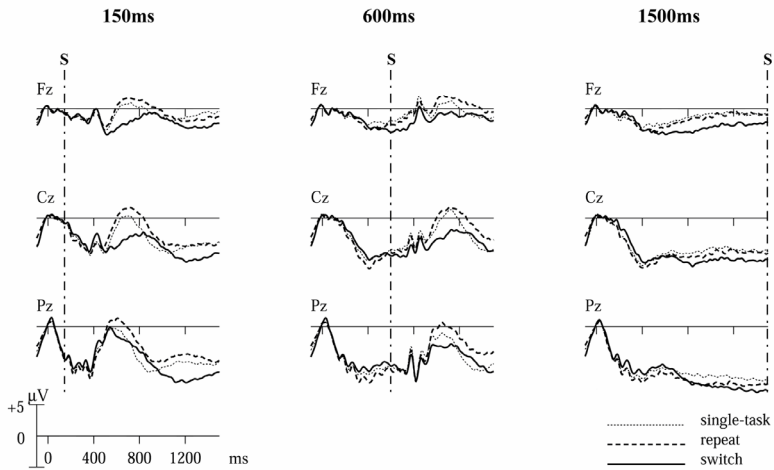 150ms 600ms 1500ms
S S S
Fz Fz Fz
Cz Cz Cz
Pz Pz Pz
μV
+5
0
0 400 800 1200 ms
single-task
repeat
switch